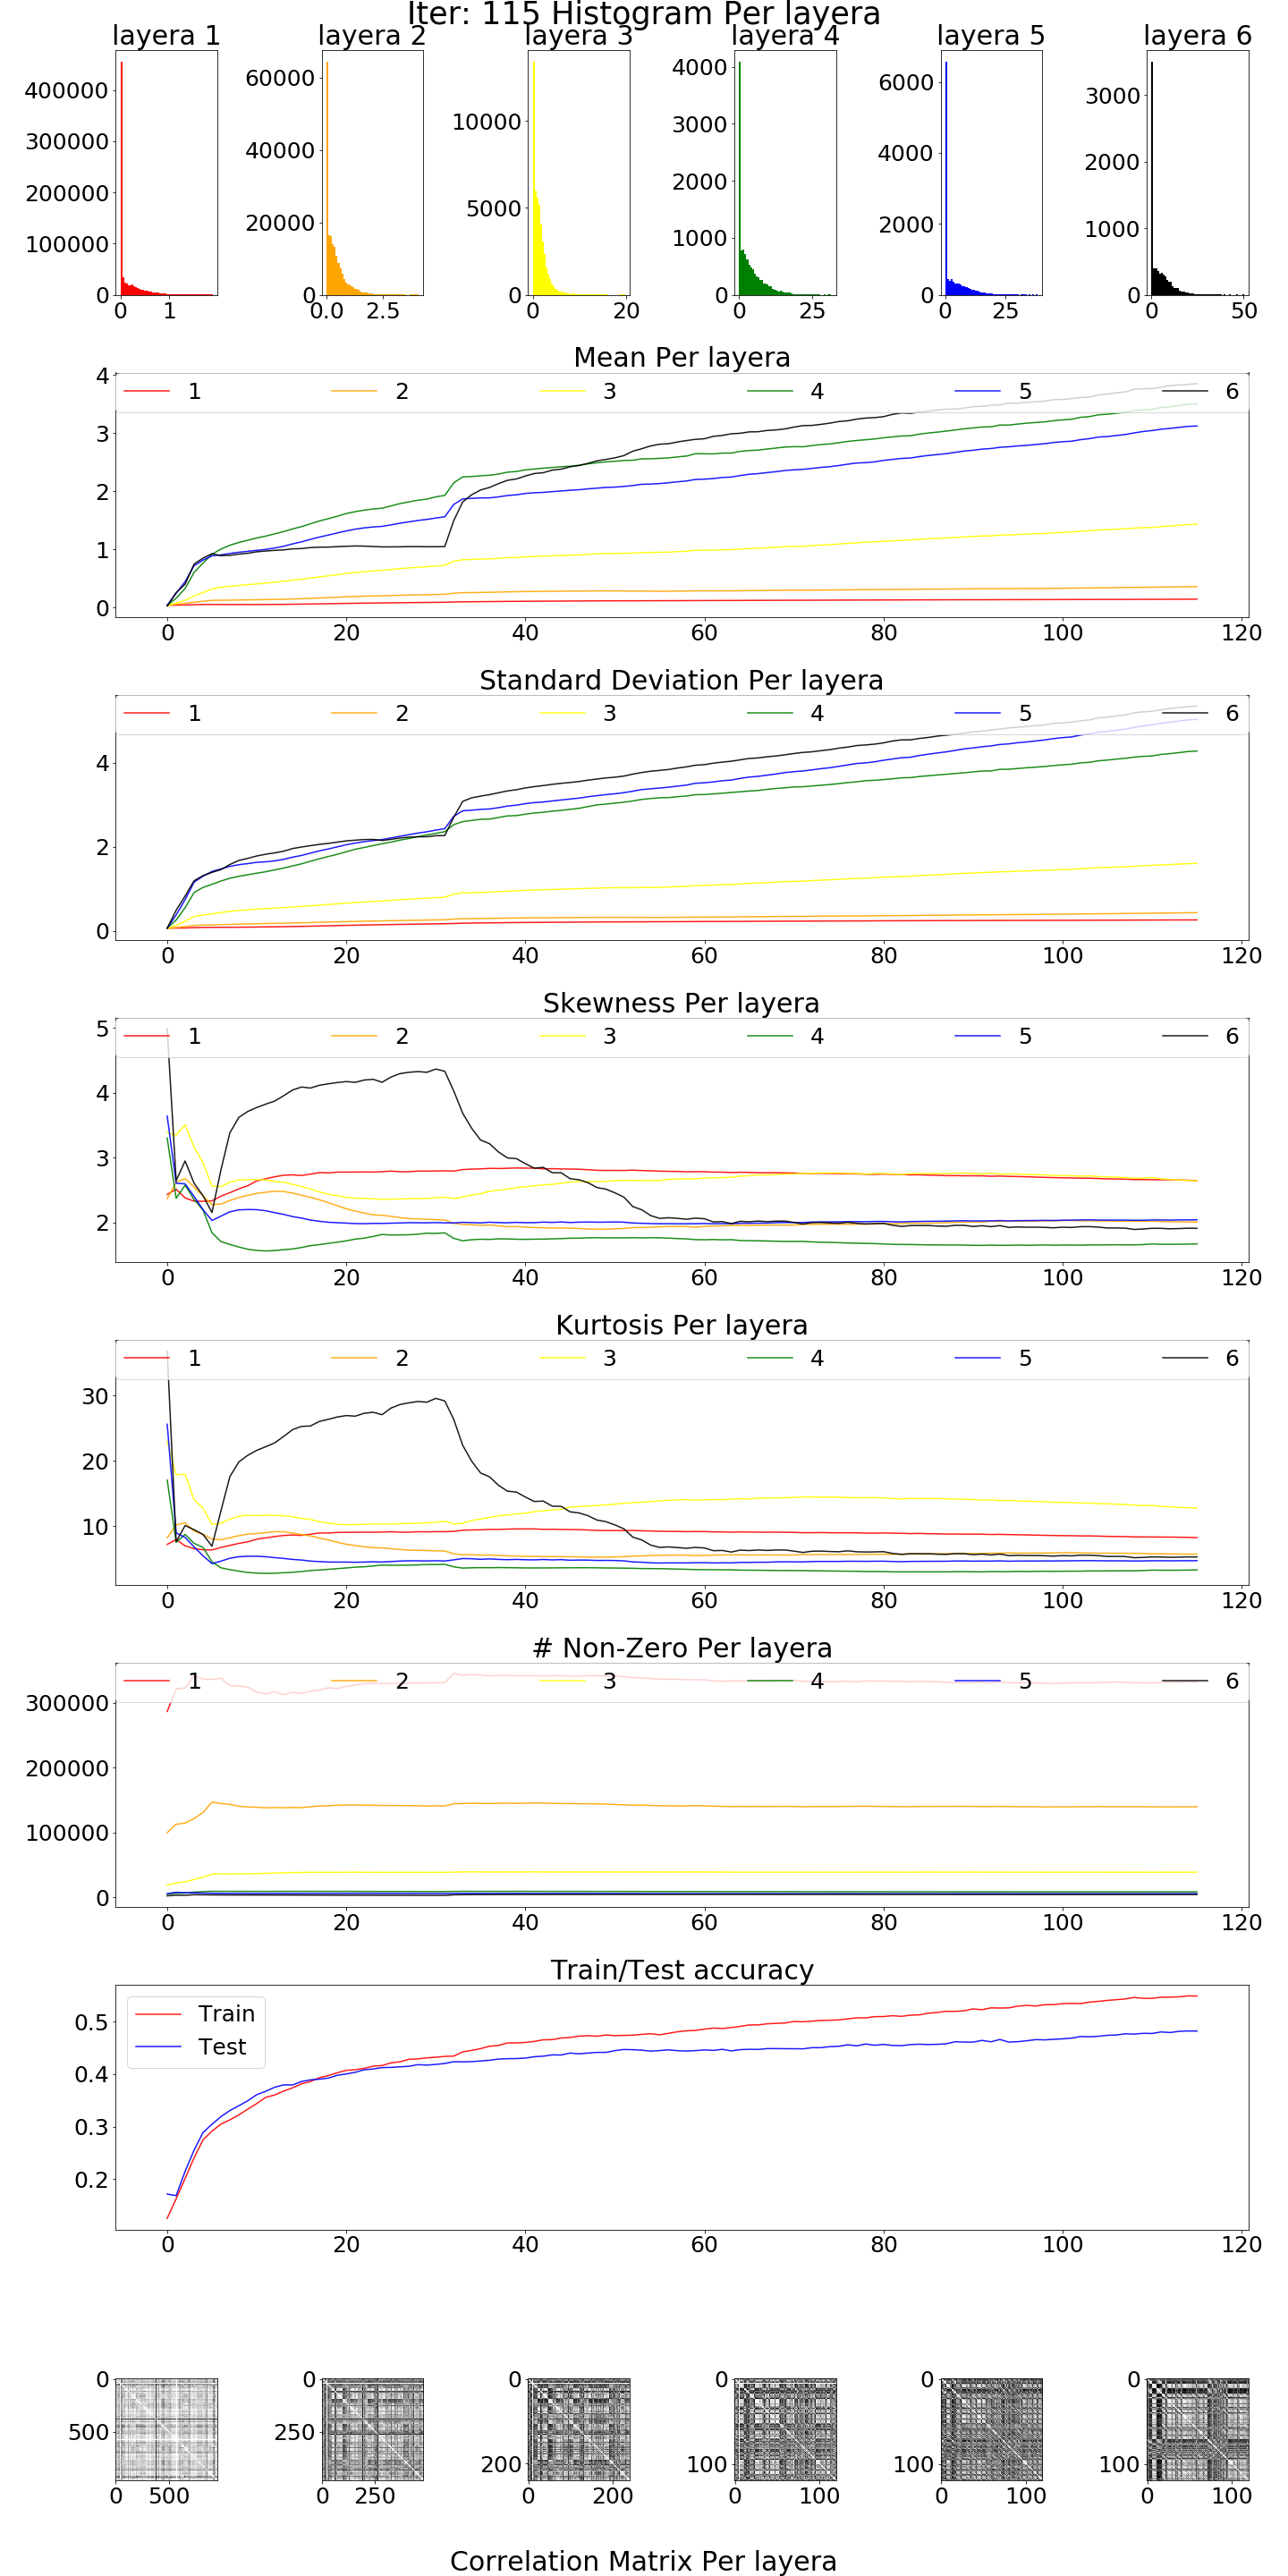 Iter: 115 Histogram Per layera
layera 1 layera 2 layera 3 layera 4 layera 5 layera 6
400000 300000 200000 100000 0
0 1
60000 40000 20000 0
0.0 2.5
10000 5000 0
0 20
4000 3000 2000 1000 0
0 25
6000 4000 2000 0
0 25
3000 2000 1000 0
0 50
Mean Per layera
1 2 3 4 5 6
4
3
2
1
0
0 20 40 60 80 100 120
Standard Deviation Per layera
1 2 3 4 5 6
4
2
0
0 20 40 60 80 100 120
Skewness Per layera
1 2 3 4 5 6
5
4
3
2
0 20 40 60 80 100 120
Kurtosis Per layera
1 2 3 4 5 6
30
20
10
0 20 40 60 80 100 120
# Non-Zero Per layera
1 2 3 4 5 6
300000
200000
100000
0
0 20 40 60 80 100 120
Train/Test accuracy
Train
Test
0.5
0.4
0.3
0.2
0 20 40 60 80 100 120
0 500
0 500
0 250
0 250
0 200
0 200
0 100
0 100
0 100
0 100
0 100
0 100
Correlation Matrix Per layera